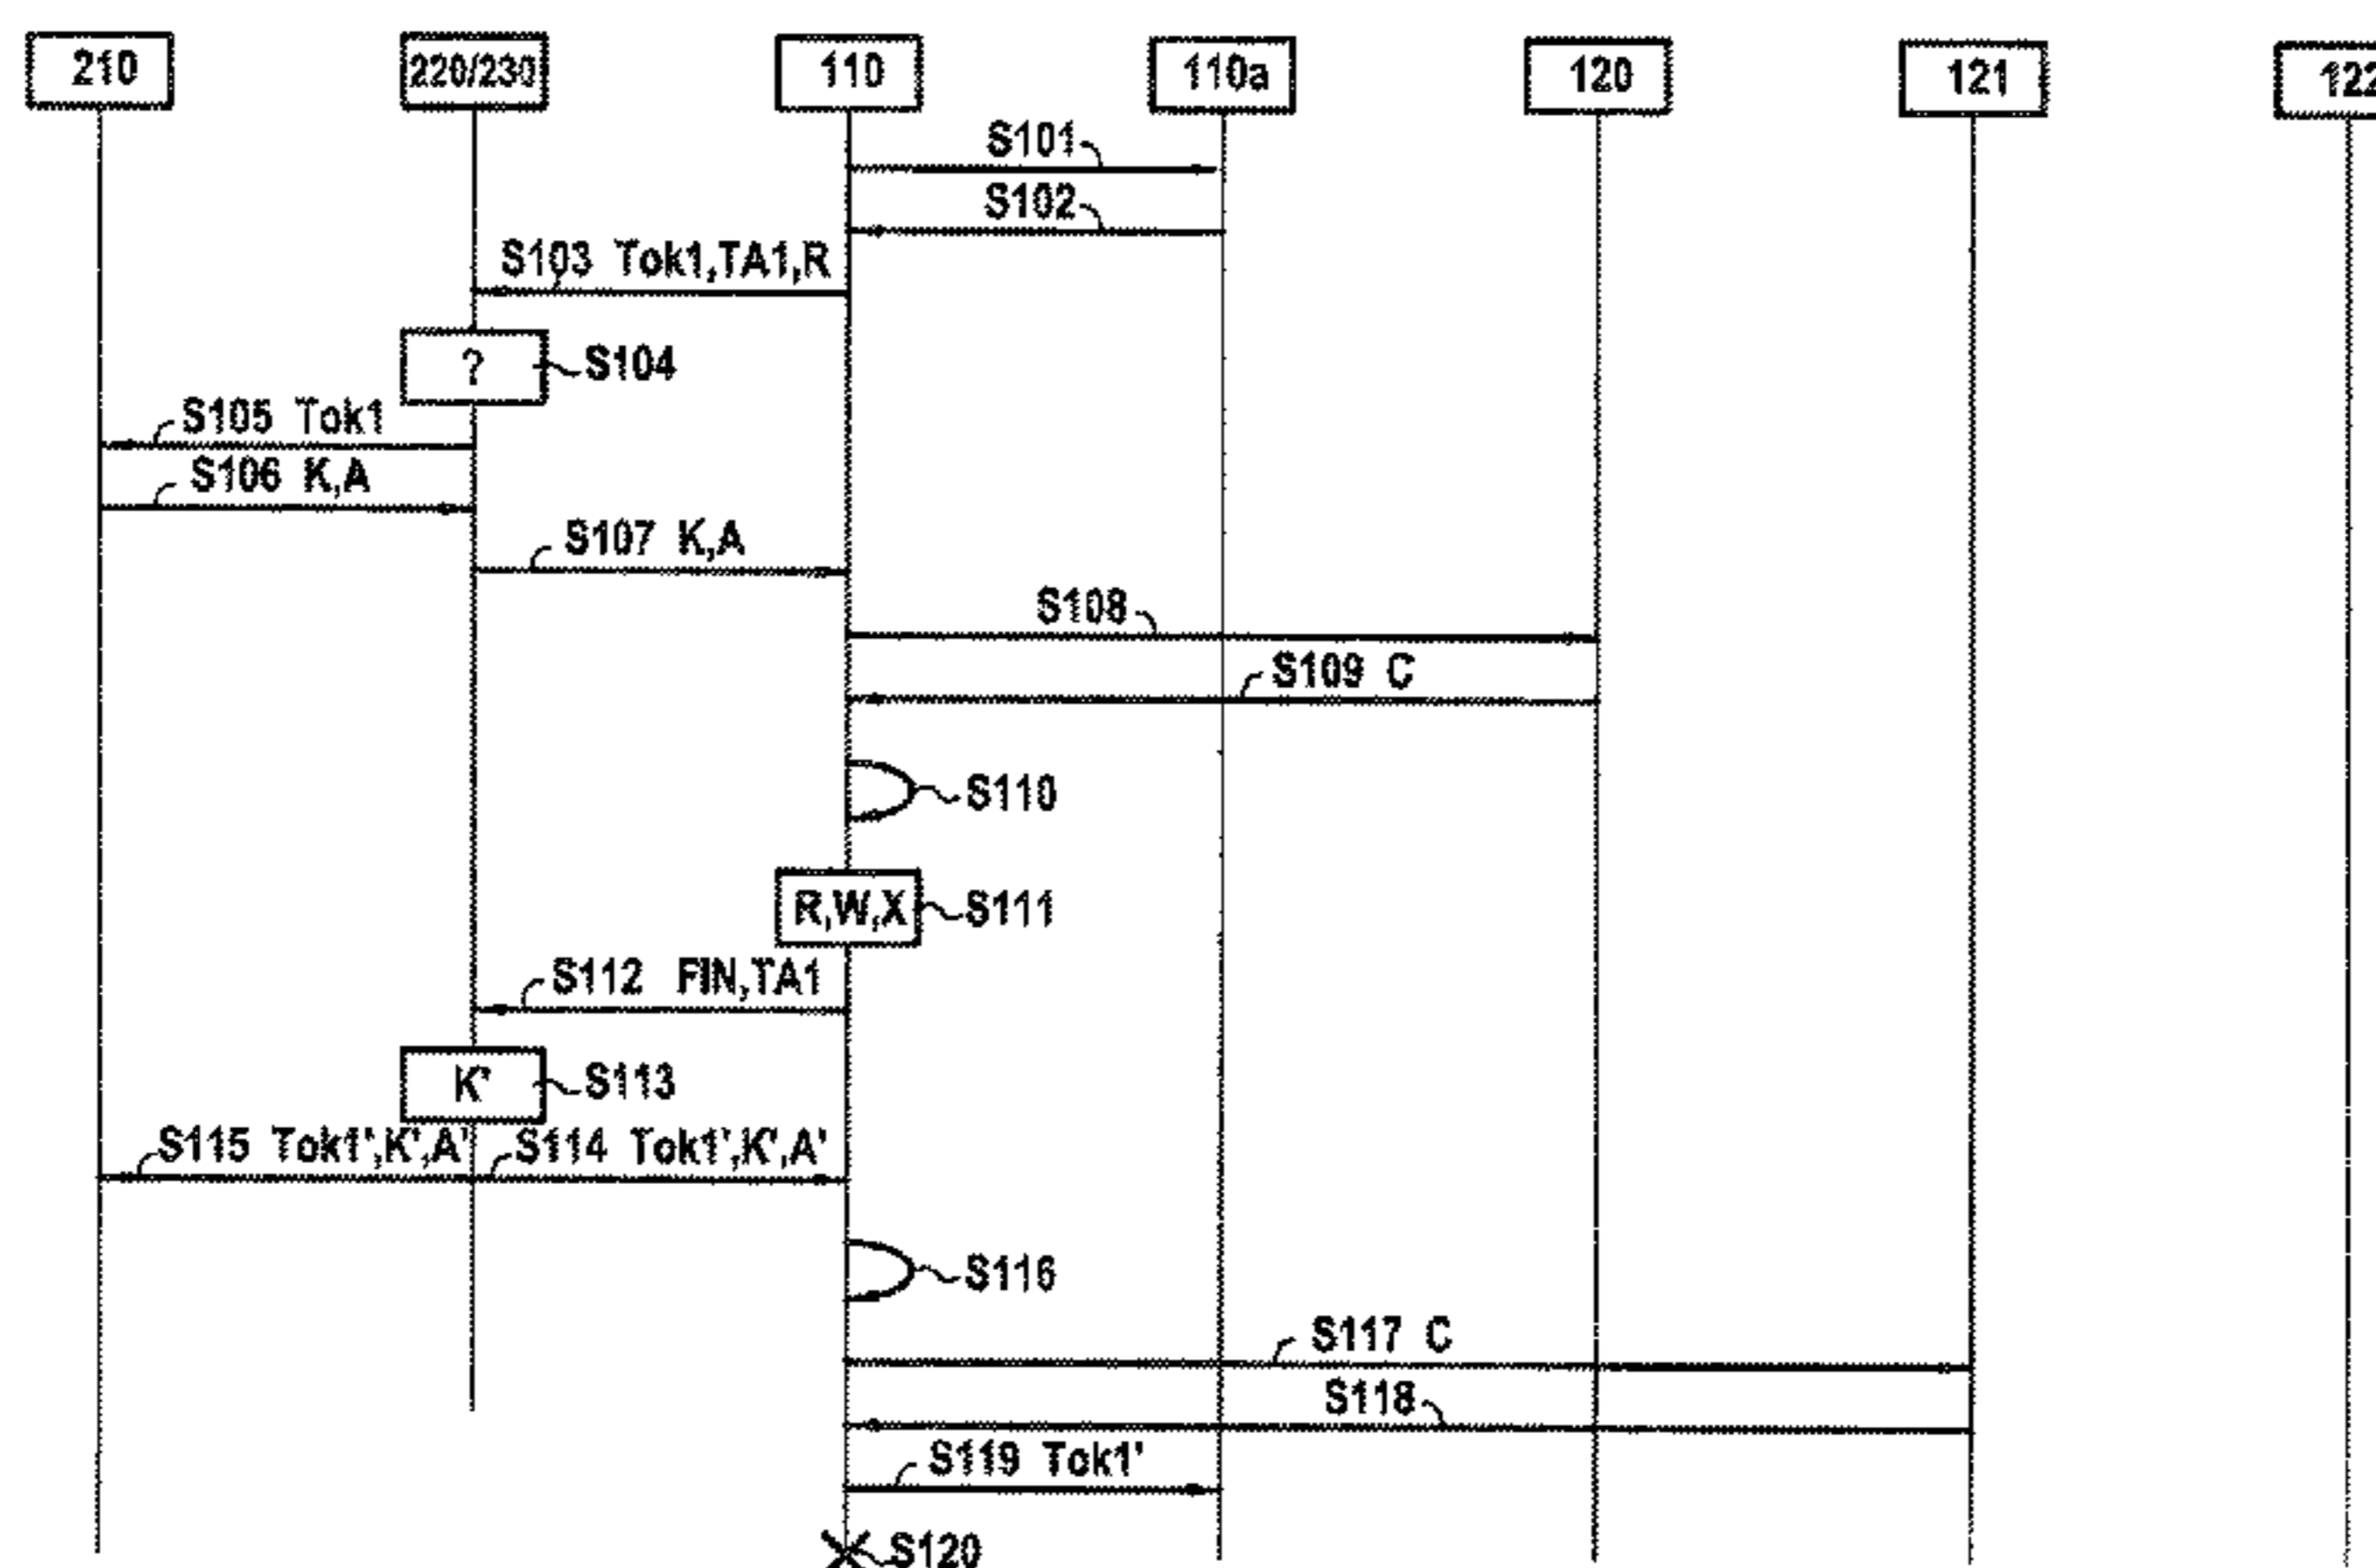 210 220/230 110 110a 120 121 122
S101
S102
S103 Tok1,TA1,R
? S104
S105 Tok1
S106 K,A
S107 K,A
S108
S109 C
S110
R,W,X S111
S112 FIN,TA1
K' S113
S115 Tok1',K',A' S114 Tok1',K',A'
S116
S117 C
S118
S119 Tok1'
S120